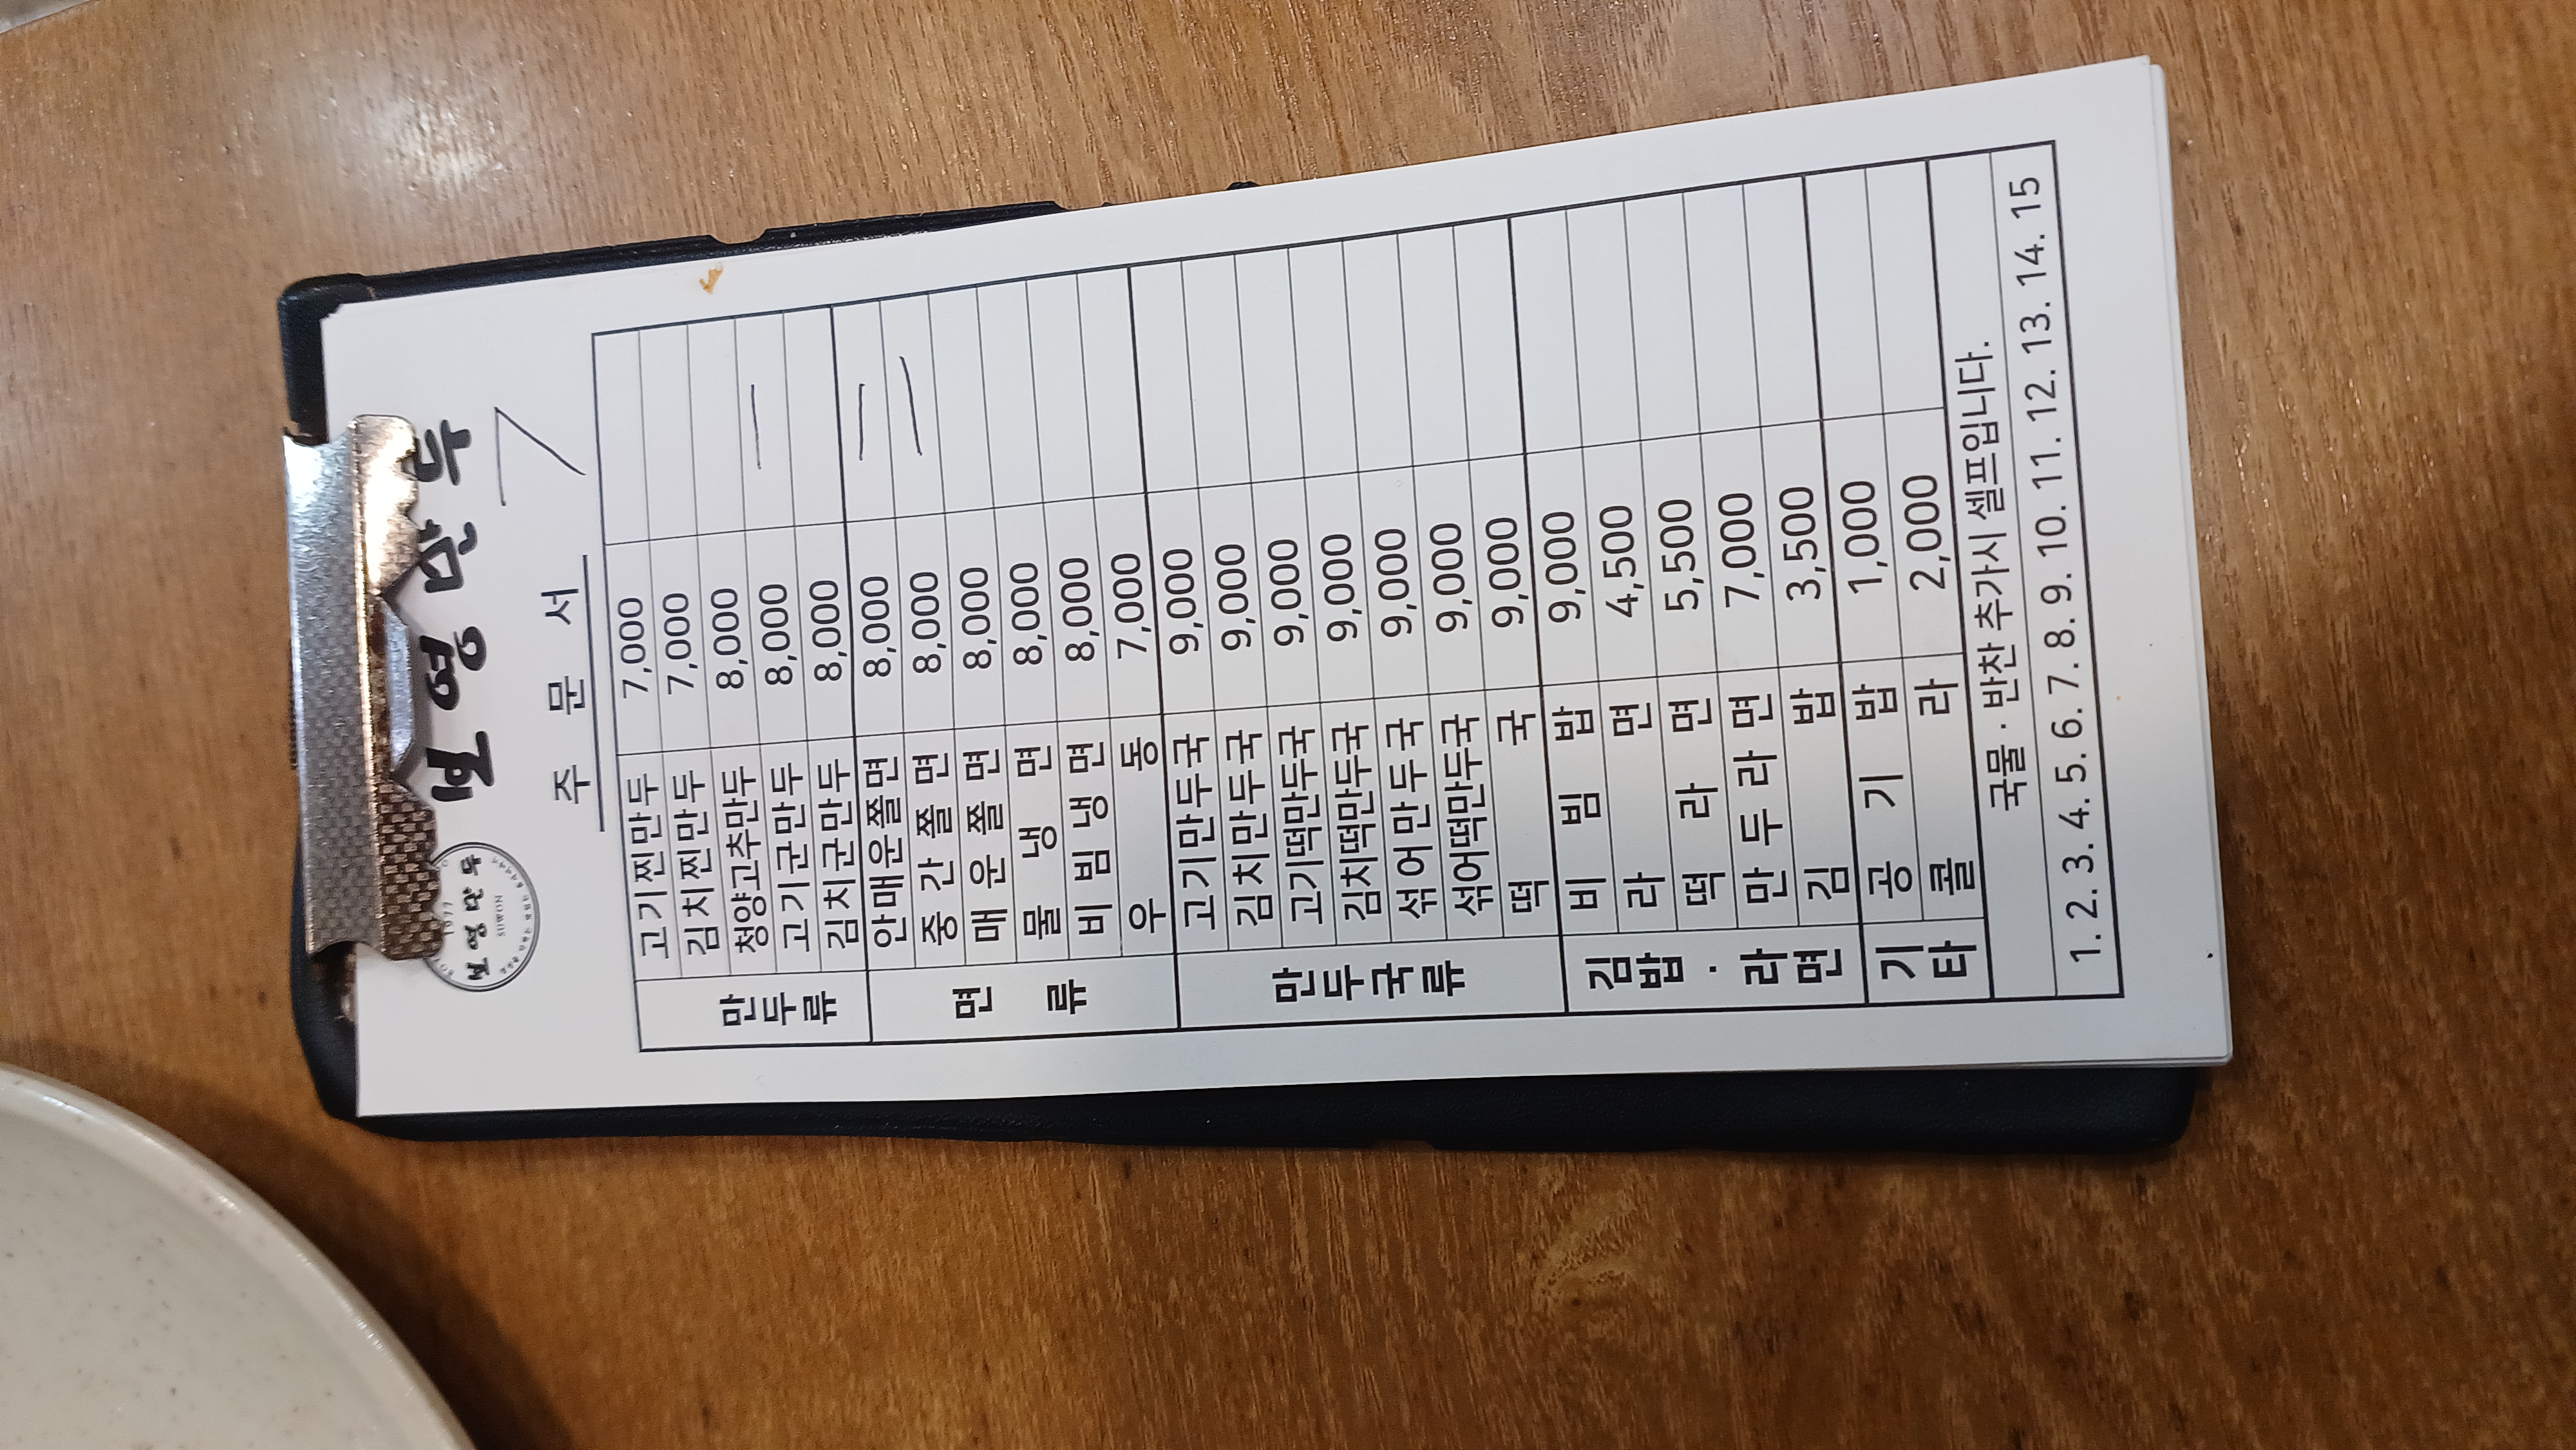 보영만두
1977
보영만두
SUWON
7
주 문 서
만두류
고기찐만두 7,000
김치찐만두 7,000
청양고추만두 8,000
고기군만두 8,000 —
김치군만두 8,000
면 류
안매운쫄면 8,000 —
중간쫄면 8,000 —
매운쫄면 8,000
물냉면 8,000
비빔냉면 8,000
우동 7,000
만두국류
고기만두국 9,000
김치만두국 9,000
고기떡만두국 9,000
김치떡만두국 9,000
섞어만두국 9,000
섞어떡만두국 9,000
떡국 9,000
김밥·라면
비빔밥 9,000
라면 4,500
떡라면 5,500
만두라면 7,000
김밥 3,500
기타
공기밥 1,000
콜라 2,000
국물·반찬 추가시 셀프입니다.
1. 2. 3. 4. 5. 6. 7. 8. 9. 10. 11. 12. 13. 14. 15